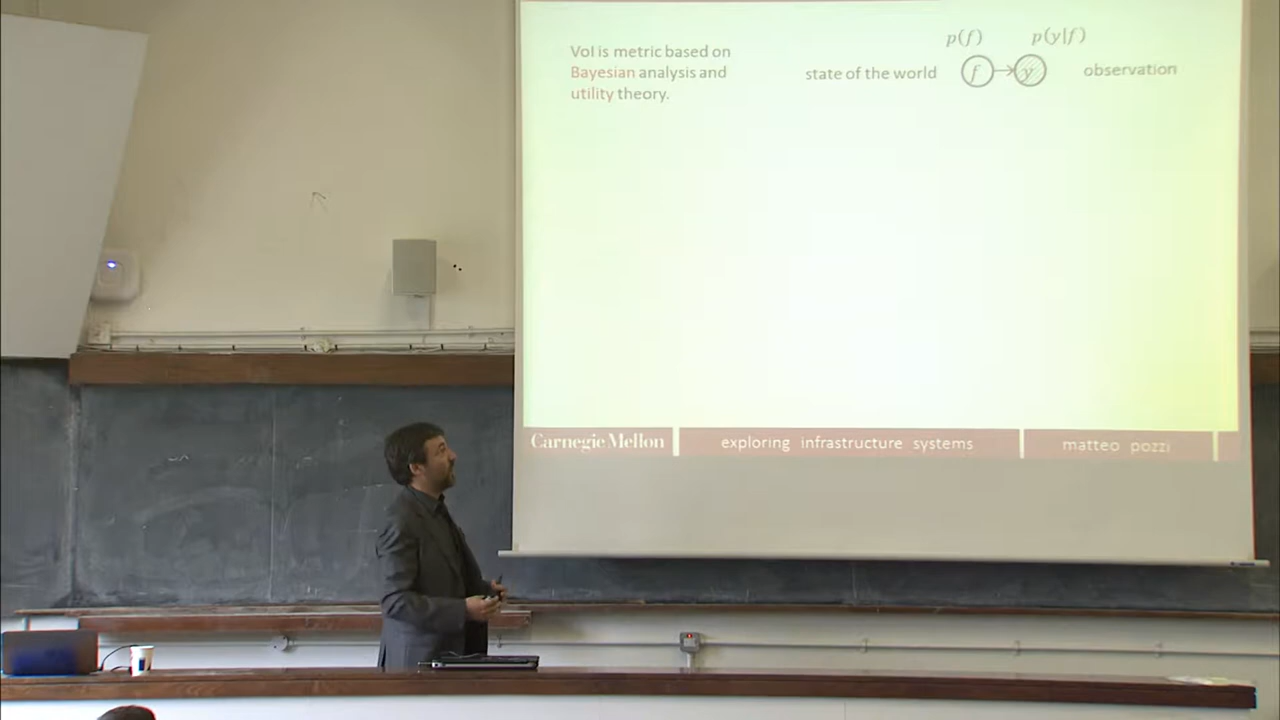 VoI is metric based on
Bayesian analysis and
utility theory.
p(f)
p(y|f)
state of the world
f
y
observation
Carnegie Mellon
exploring infrastructure systems
matteo pozzi